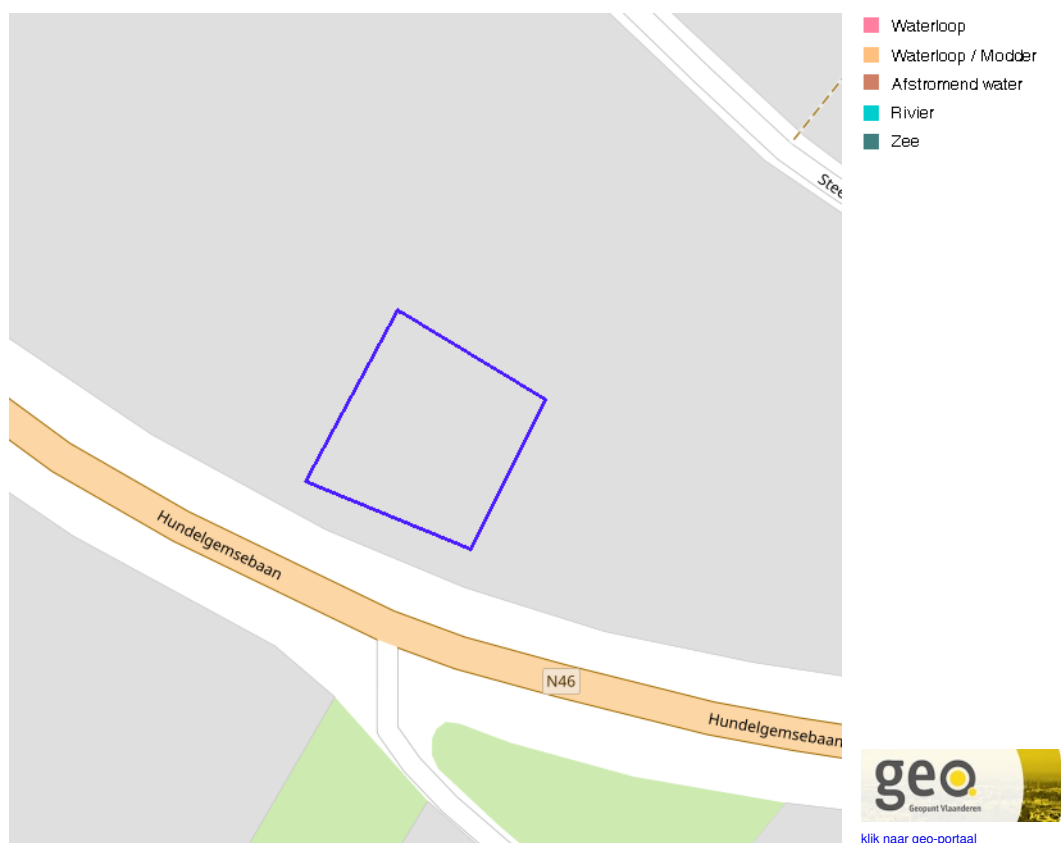 Waterloop
Waterloop / Modder
Afstromend water
Rivier
Zee
Hundelgemsebaan
N46
Hundelgemsebaan
geo.
Geopunt Vlaanderen
klik naar geo-portaal